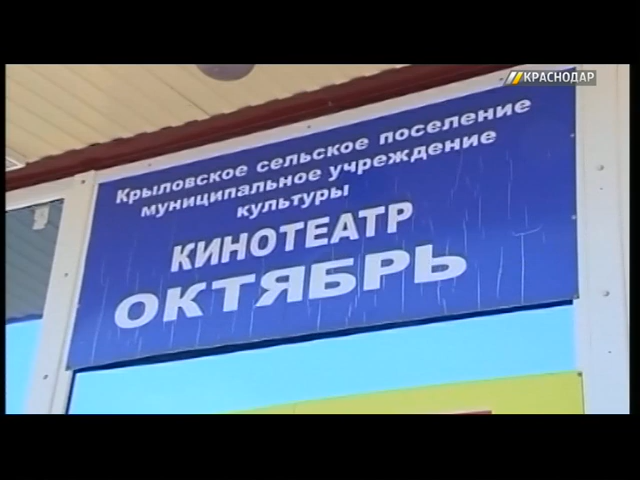 КРАСНОДАР
Крыловское сельское поселение
муниципальное учреждение
культуры
КИНОТЕАТР
ОКТЯБРЬ